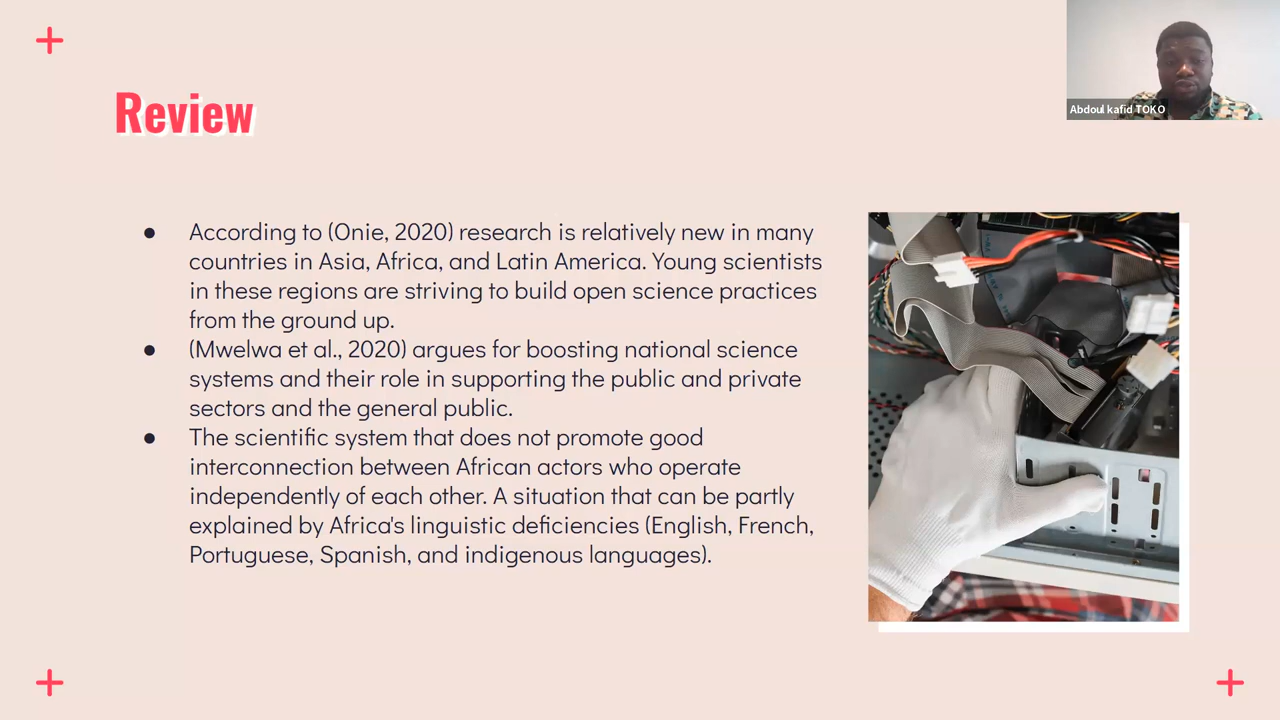 Abdoul kafid TOKO
Review
● According to (Onie, 2020) research is relatively new in many
countries in Asia, Africa, and Latin America. Young scientists
in these regions are striving to build open science practices
from the ground up.
● (Mwelwa et al., 2020) argues for boosting national science
systems and their role in supporting the public and private
sectors and the general public.
● The scientific system that does not promote good
interconnection between African actors who operate
independently of each other. A situation that can be partly
explained by Africa's linguistic deficiencies (English, French,
Portuguese, Spanish, and indigenous languages).